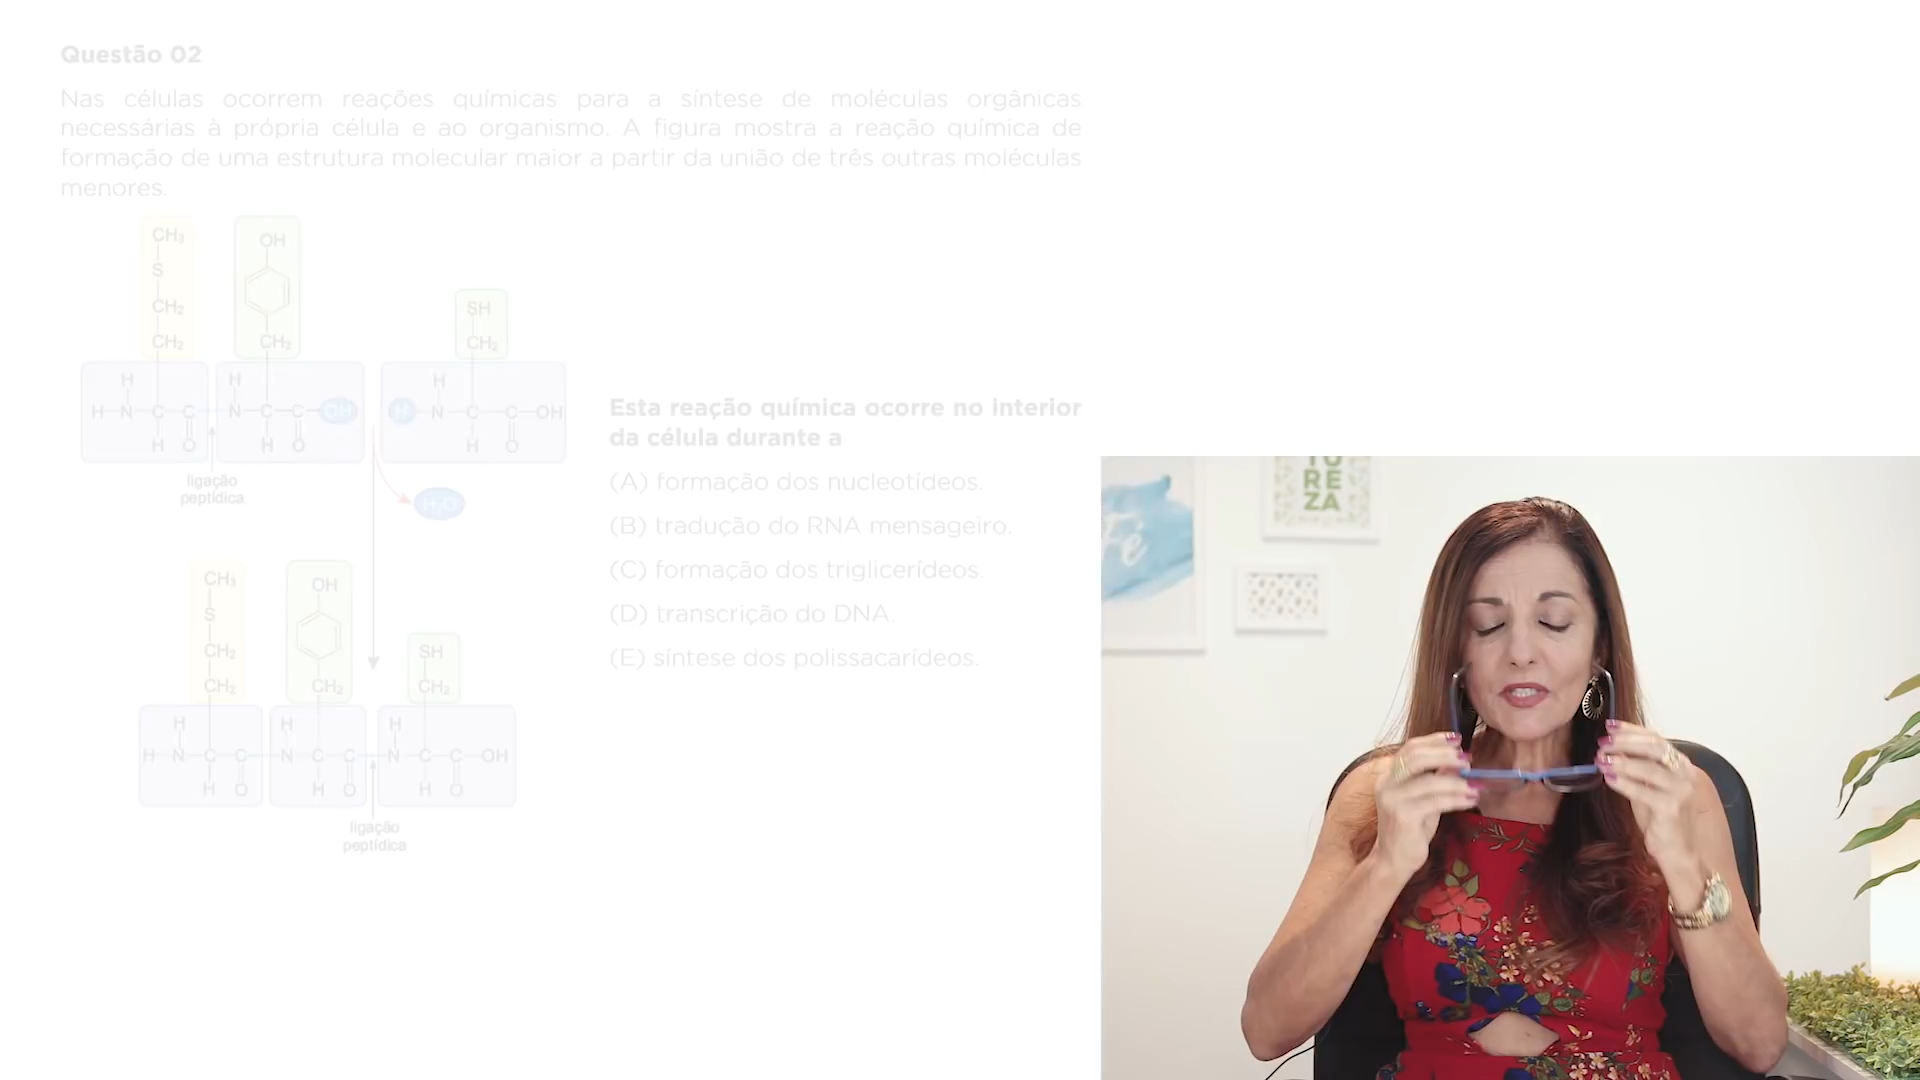 Questão 02
Nas células ocorrem reações químicas para a síntese de moléculas orgânicas
necessárias à própria célula e ao organismo. A figura mostra a reação química de
formação de uma estrutura molecular maior a partir da união de três outras moléculas
menores.
CH₃
S
CH₂
CH₂
OH
CH₂
SH
CH₂
H H H
H N C C N C C OH H N C C OH
H O H O H O
ligação
peptídica
H₂O
CH₃
S
CH₂
CH₂
OH
CH₂
SH
CH₂
H H H
H N C C N C C N C C OH
H O H O H O
ligação
peptídica
Esta reação química ocorre no interior
da célula durante a
(A) formação dos nucleotídeos.
(B) tradução do RNA mensageiro.
(C) formação dos triglicerídeos.
(D) transcrição do DNA.
(E) síntese dos polissacarídeos.
Fé
TU
RE
ZA